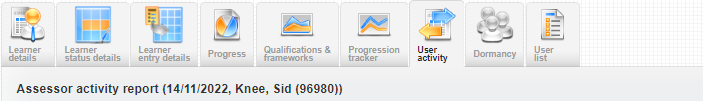 Learner
details
Learner
status details
Learner
entry details
Progress
Qualifications &
frameworks
Progression
tracker
User
activity
Dormancy
User
list
Assessor activity report (14/11/2022, Knee, Sid (96980))